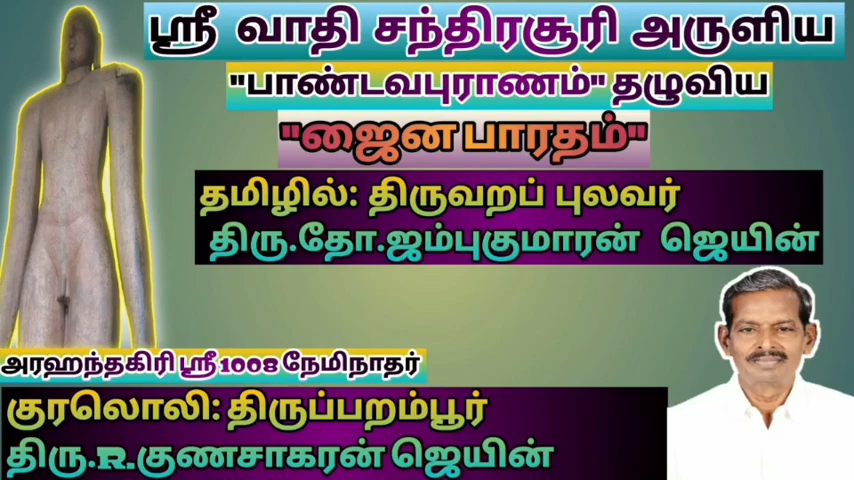 ஸ்ரீ வாதி சந்திரசூரி அருளிய
"பாண்டவபுராணம்" தழுவிய
"ஜைன பாரதம்"
தமிழில்: திருவறப் புலவர்
திரு.தோ.ஜம்புகுமாரன் ஜெயின்
அரஹந்தகிரி ஸ்ரீ 1008 நேமிநாதர்
குரலொலி: திருப்பறம்பூர்
திரு.R.குணசாகரன் ஜெயின்